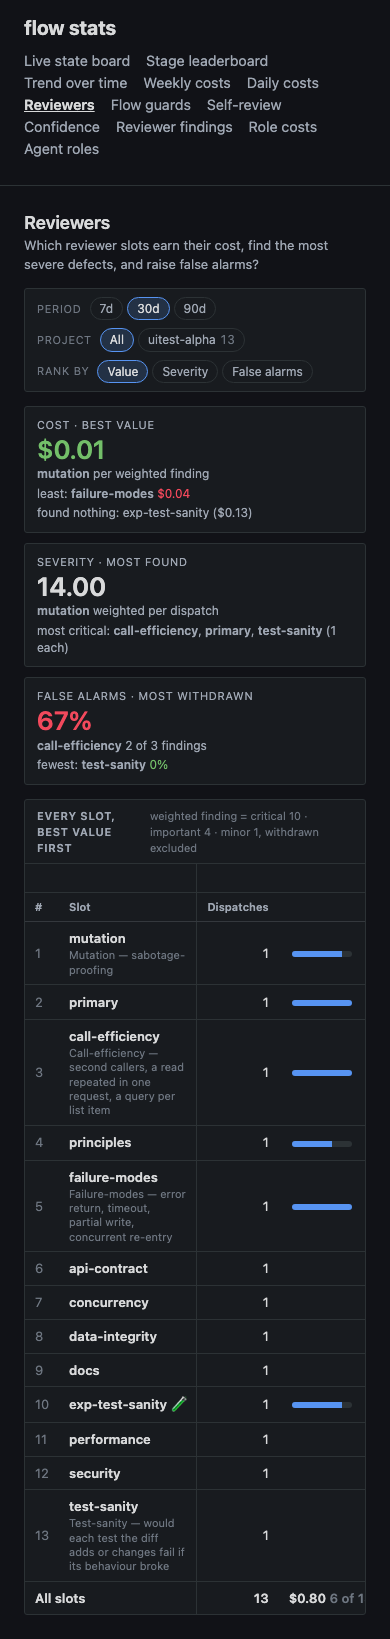 flow stats
Live state board Stage leaderboard
Trend over time Weekly costs Daily costs
Reviewers Flow guards Self-review
Confidence Reviewer findings Role costs
Agent roles
Reviewers
Which reviewer slots earn their cost, find the most
severe defects, and raise false alarms?
PERIOD 7d 30d 90d
PROJECT All uitest-alpha 13
RANK BY Value Severity False alarms
COST · BEST VALUE
$0.01
mutation per weighted finding
least: failure-modes $0.04
found nothing: exp-test-sanity ($0.13)
SEVERITY · MOST FOUND
14.00
mutation weighted per dispatch
most critical: call-efficiency, primary, test-sanity (1
each)
FALSE ALARMS · MOST WITHDRAWN
67%
call-efficiency 2 of 3 findings
fewest: test-sanity 0%
EVERY SLOT,
BEST VALUE
FIRST
weighted finding = critical 10 ·
important 4 · minor 1, withdrawn
excluded
# Slot Dispatches
1 mutation 1
Mutation — sabotage-
proofing
2 primary 1
3 call-efficiency 1
Call-efficiency —
second callers, a read
repeated in one
request, a query per
list item
4 principles 1
5 failure-modes 1
Failure-modes — error
return, timeout,
partial write,
concurrent re-entry
6 api-contract 1
7 concurrency 1
8 data-integrity 1
9 docs 1
10 exp-test-sanity 1
11 performance 1
12 security 1
13 test-sanity 1
Test-sanity — would
each test the diff
adds or changes fail if
its behaviour broke
All slots 13 $0.80 6 of 1